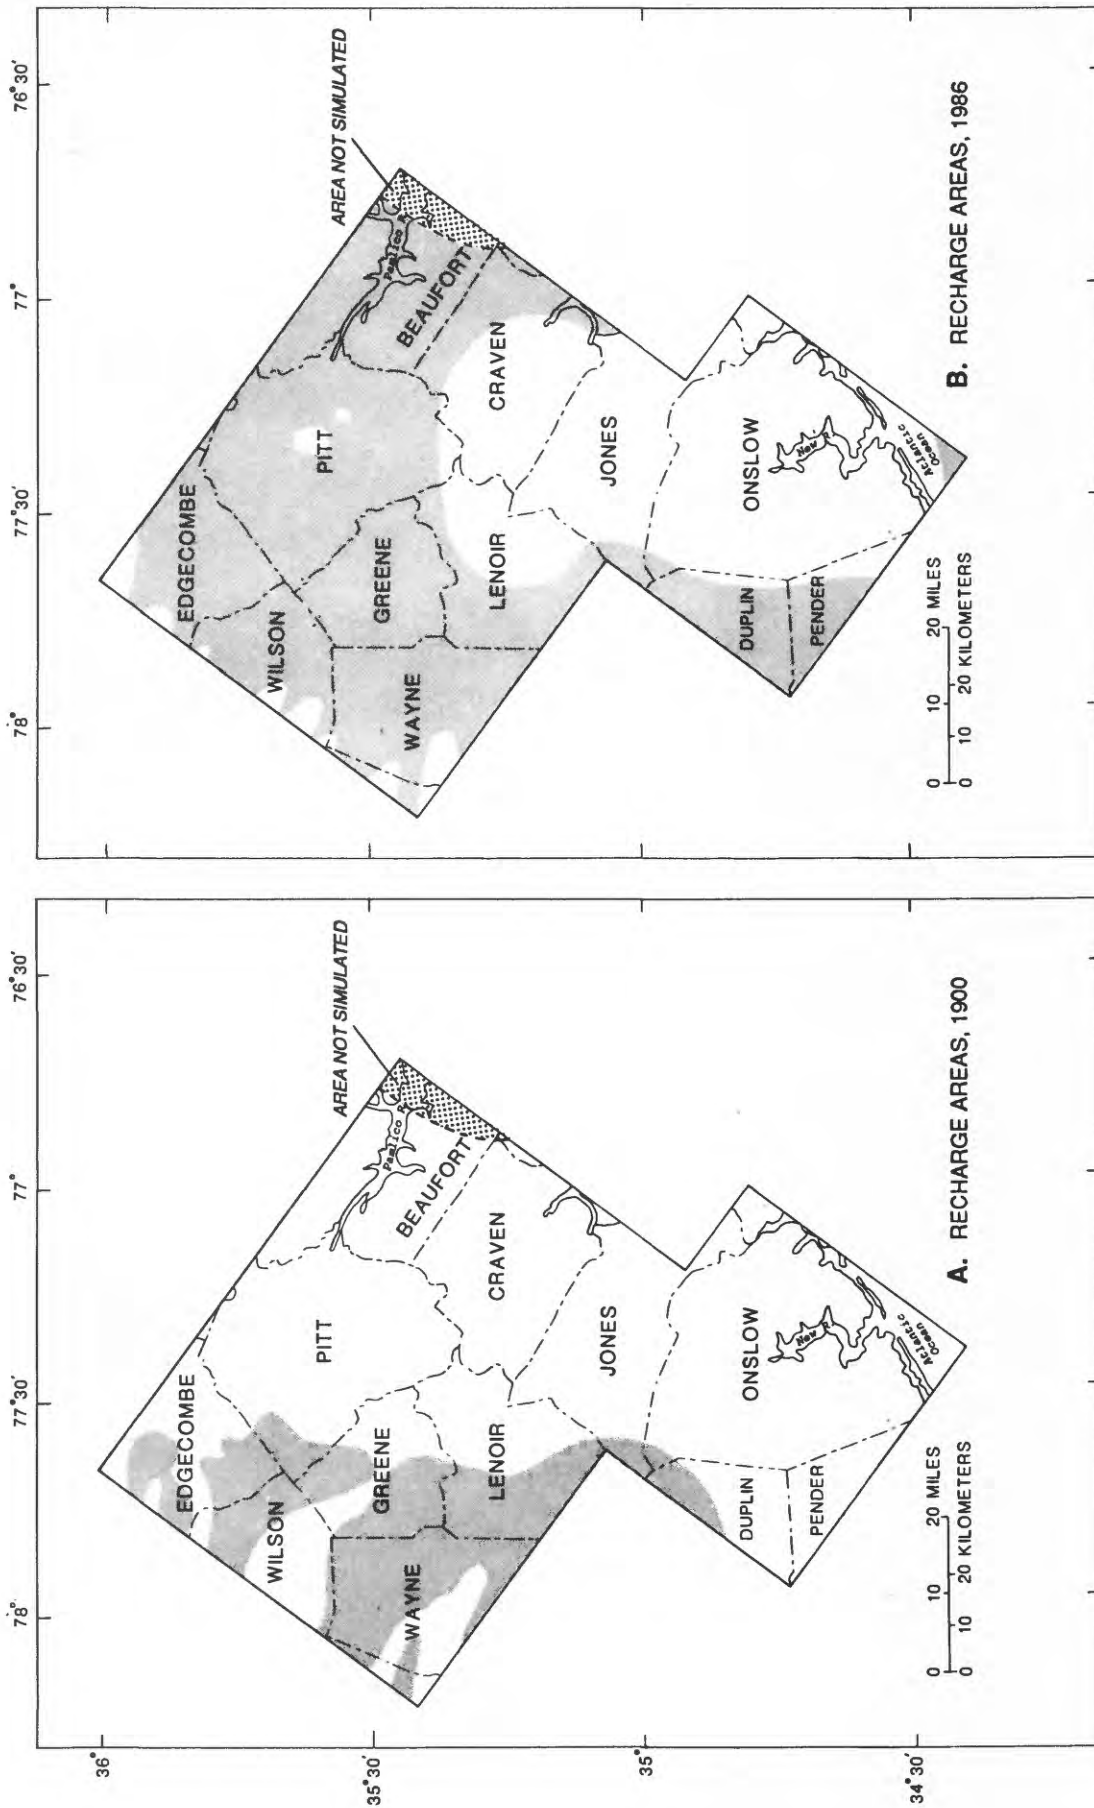 78°
77°30'
77°
76°30'
36°
35°30'
35°
34°30'
AREA NOT SIMULATED
EDGECOMBE
WILSON
PITT
Pamlico R
BEAUFORT
GREENE
WAYNE
LENOIR
CRAVEN
JONES
DUPLIN
ONSLOW
PENDER
New R
Atlantic
Ocean
0 10 20 MILES
0 10 20 KILOMETERS
A. RECHARGE AREAS, 1900
78°
77°30'
77°
76°30'
AREA NOT SIMULATED
EDGECOMBE
WILSON
PITT
Pamlico R
BEAUFORT
GREENE
WAYNE
LENOIR
CRAVEN
JONES
DUPLIN
ONSLOW
PENDER
New R
Atlantic
Ocean
0 10 20 MILES
0 10 20 KILOMETERS
B. RECHARGE AREAS, 1986